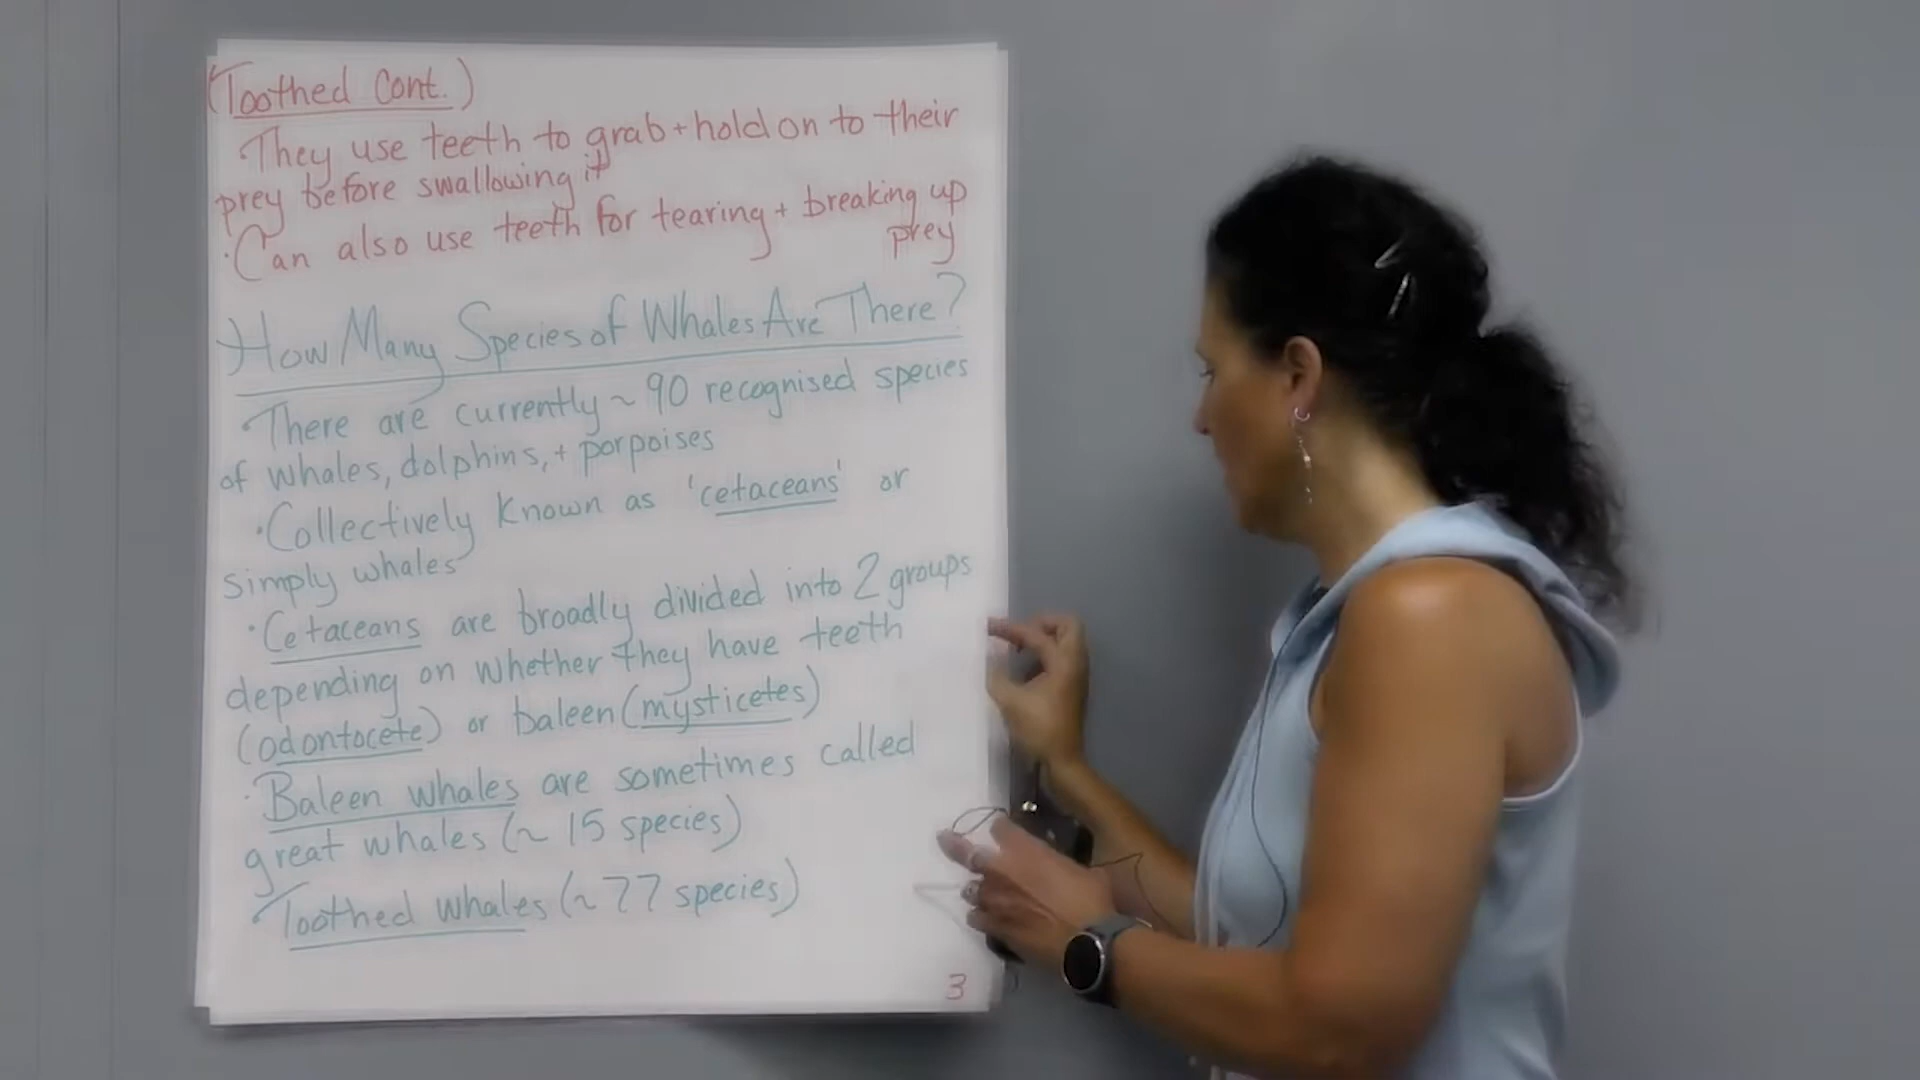 (Toothed Cont.)
·They use teeth to grab + hold on to their
prey before swallowing it
·Can also use teeth for tearing + breaking up
prey
How Many Species of Whales Are There?
·There are currently ~ 90 recognised species
of whales, dolphins, + porpoises
·Collectively Known as 'cetaceans' or
simply whales
·Cetaceans are broadly divided into 2 groups
depending on whether they have teeth
(odontocete) or baleen (mysticetes)
·Baleen whales are sometimes called
great whales (~ 15 species)
·Toothed whales (~ 77 species)
3